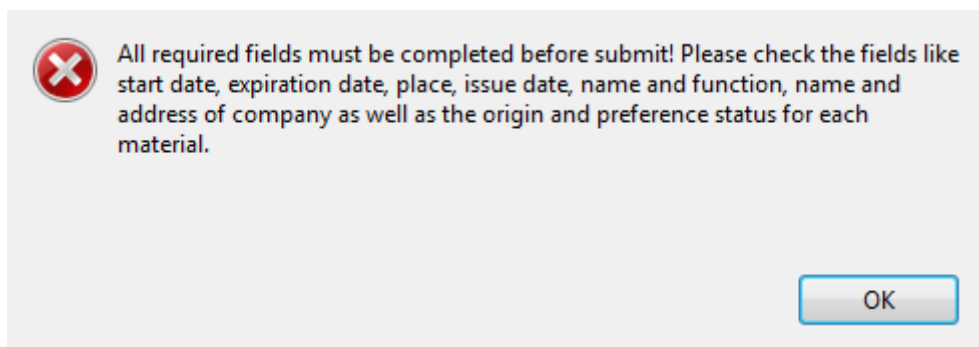 All required fields must be completed before submit! Please check the fields like
start date, expiration date, place, issue date, name and function, name and
address of company as well as the origin and preference status for each
material.
OK